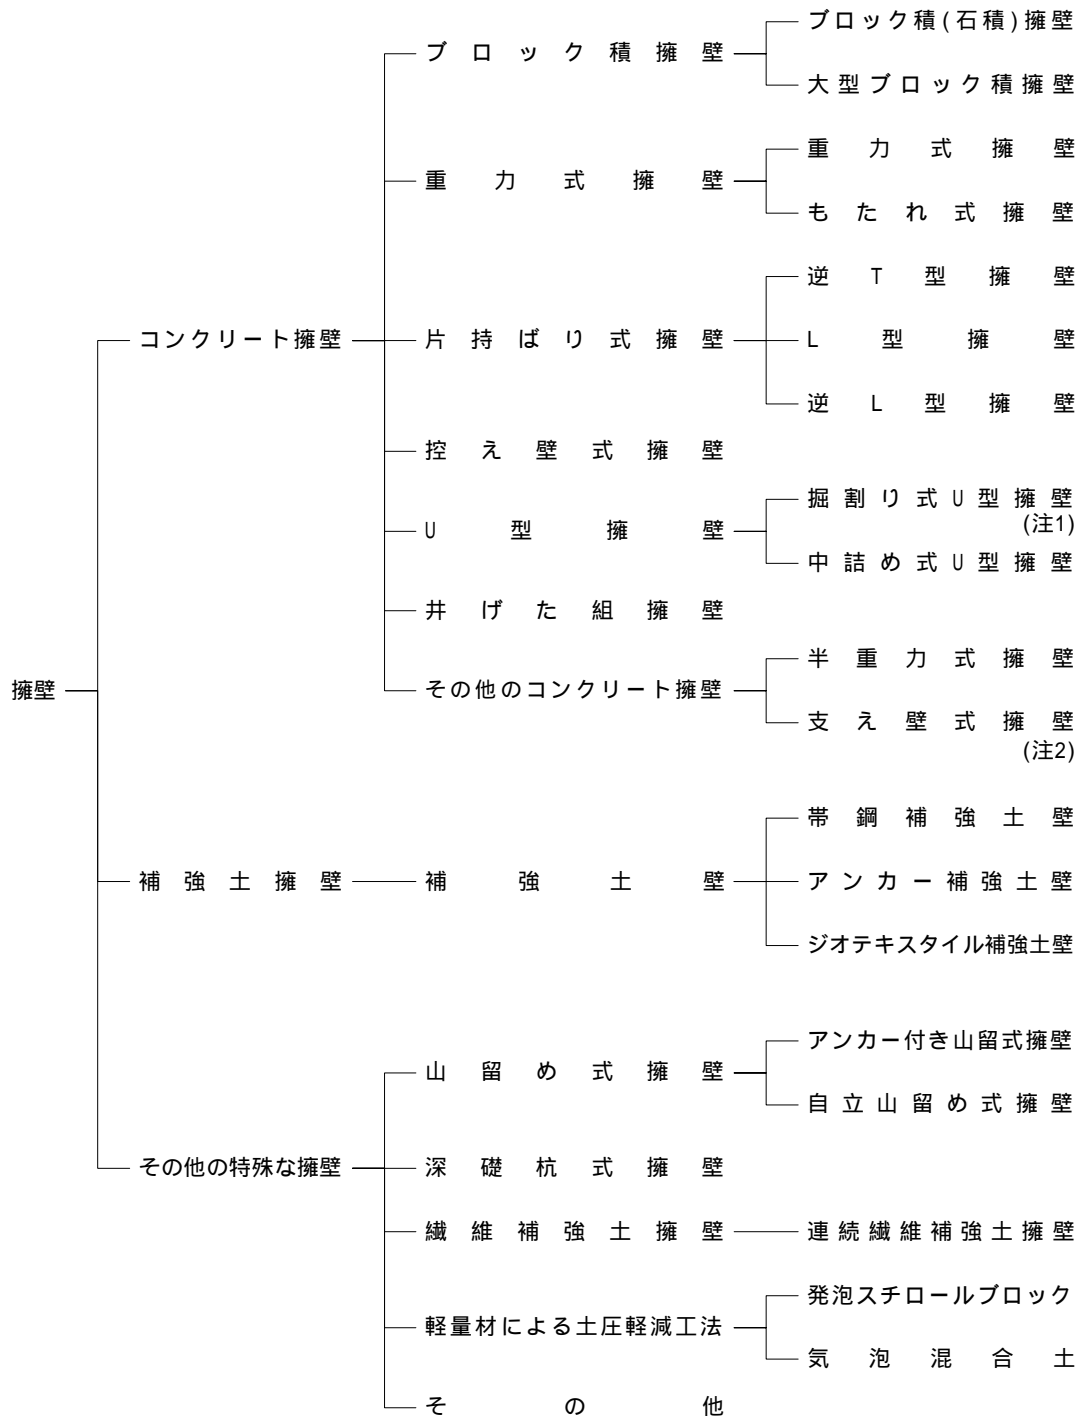 ブロック積(石積)擁壁
ブロック積擁壁
大型ブロック積擁壁
重力式擁壁
重力式擁壁
もたれ式擁壁
逆T型擁壁
コンクリート擁壁
片持ばり式擁壁
L型擁壁
逆L型擁壁
控え壁式擁壁
掘割り式U型擁壁
(注1)
U型擁壁
中詰め式U型擁壁
井げた組擁壁
半重力式擁壁
擁壁
その他のコンクリート擁壁
支え壁式擁壁
(注2)
帯鋼補強土壁
補強土擁壁
補強土壁
アンカー補強土壁
ジオテキスタイル補強土壁
アンカー付き山留式擁壁
山留め式擁壁
自立山留め式擁壁
その他の特殊な擁壁
深礎杭式擁壁
繊維補強土擁壁
連続繊維補強土擁壁
発泡スチロールブロック
軽量材による土圧軽減工法
気泡混合土
その他